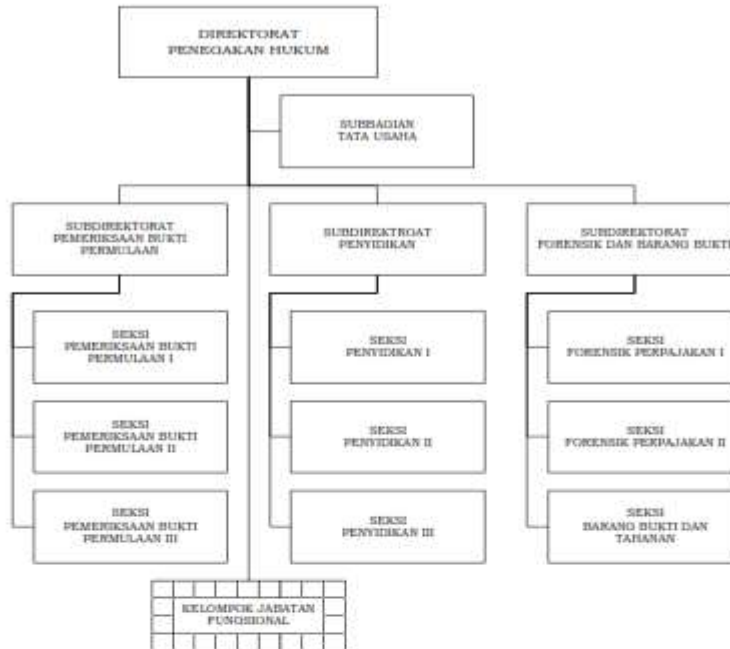 DIREKTORAT
PENEGAKAN HUKUM
SUBBAGIAN
TATA USAHA
SUBDIREKTORAT
PEMERIKSAAN BUKTI
PERMULAAN
SUBDIREKTROAT
PENYIDIKAN
SUBDIREKTORAT
FORENSIK DAN BARANG BUKTI
SEKSI
PEMERIKSAAN BUKTI
PERMULAAN I
SEKSI
PENYIDIKAN I
SEKSI
FORENSIK PERPAJAKAN I
SEKSI
PEMERIKSAAN BUKTI
PERMULAAN II
SEKSI
PENYIDIKAN II
SEKSI
FORENSIK PERPAJAKAN II
SEKSI
PEMERIKSAAN BUKTI
PERMULAAN III
SEKSI
PENYIDIKAN III
SEKSI
BARANG BUKTI DAN
TAHANAN
KELOMPOK JABATAN
FUNGSIONAL